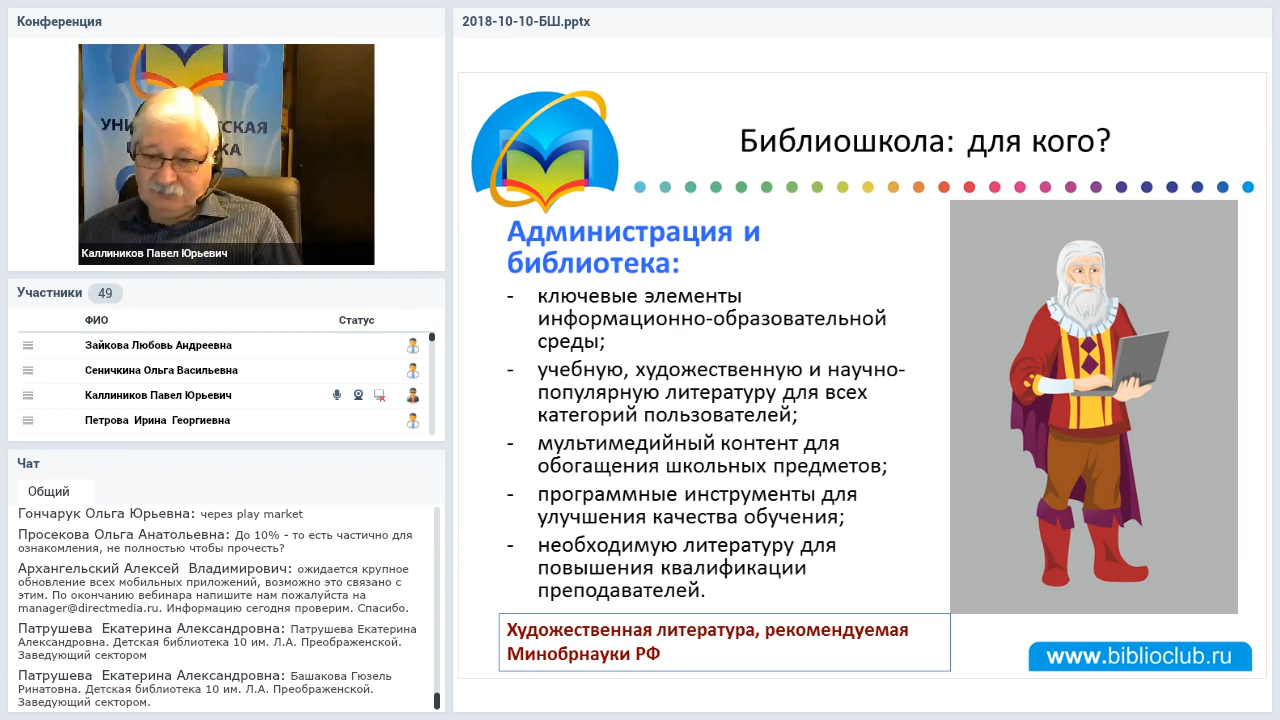 Конференция
УНИ
ТСКАЯ
КА
Каллиников Павел Юрьевич
Участники 49
ФИО Статус
Зайкова Любовь Андреевна
Сеничкина Ольга Васильевна
Каллиников Павел Юрьевич
Петрова Ирина Георгиевна
Чат
Общий
Гончарук Ольга Юрьевна: через play market
Просекова Ольга Анатольевна: До 10% - то есть частично для
ознакомления, не полностью чтобы прочесть?
Архангельский Алексей Владимирович: ожидается крупное
обновление всех мобильных приложений, возможно это связано с
этим. По окончанию вебинара напишите нам пожалуйста на
manager@directmedia.ru. Информацию сегодня проверим. Спасибо.
Патрушева Екатерина Александровна: Патрушева Екатерина
Александровна. Детская библиотека 10 им. Л.А. Преображенской.
Заведующий сектором
Патрушева Екатерина Александровна: Башакова Гюзель
Ринатовна. Детская библиотека 10 им. Л.А. Преображенской.
Заведующий сектором.
2018-10-10-БШ.pptx
Библиошкола: для кого?
Администрация и
библиотека:
- ключевые элементы
информационно-образовательной
среды;
- учебную, художественную и научно-
популярную литературу для всех
категорий пользователей;
- мультимедийный контент для
обогащения школьных предметов;
- программные инструменты для
улучшения качества обучения;
- необходимую литературу для
повышения квалификации
преподавателей.
Художественная литература, рекомендуемая
Минобрнауки РФ
www.biblioclub.ru